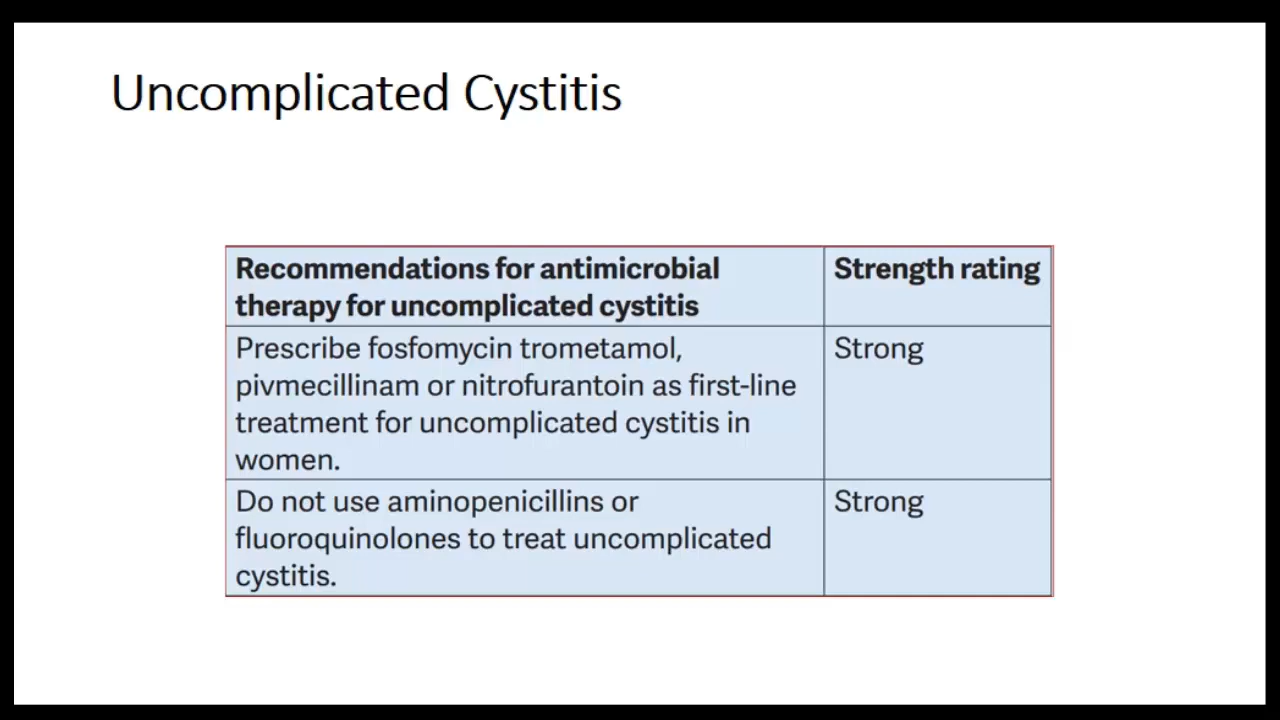 Uncomplicated Cystitis
Recommendations for antimicrobial
therapy for uncomplicated cystitis
Strength rating
Prescribe fosfomycin trometamol,
pivmecillinam or nitrofurantoin as first-line
treatment for uncomplicated cystitis in
women.
Strong
Do not use aminopenicillins or
fluoroquinolones to treat uncomplicated
cystitis.
Strong